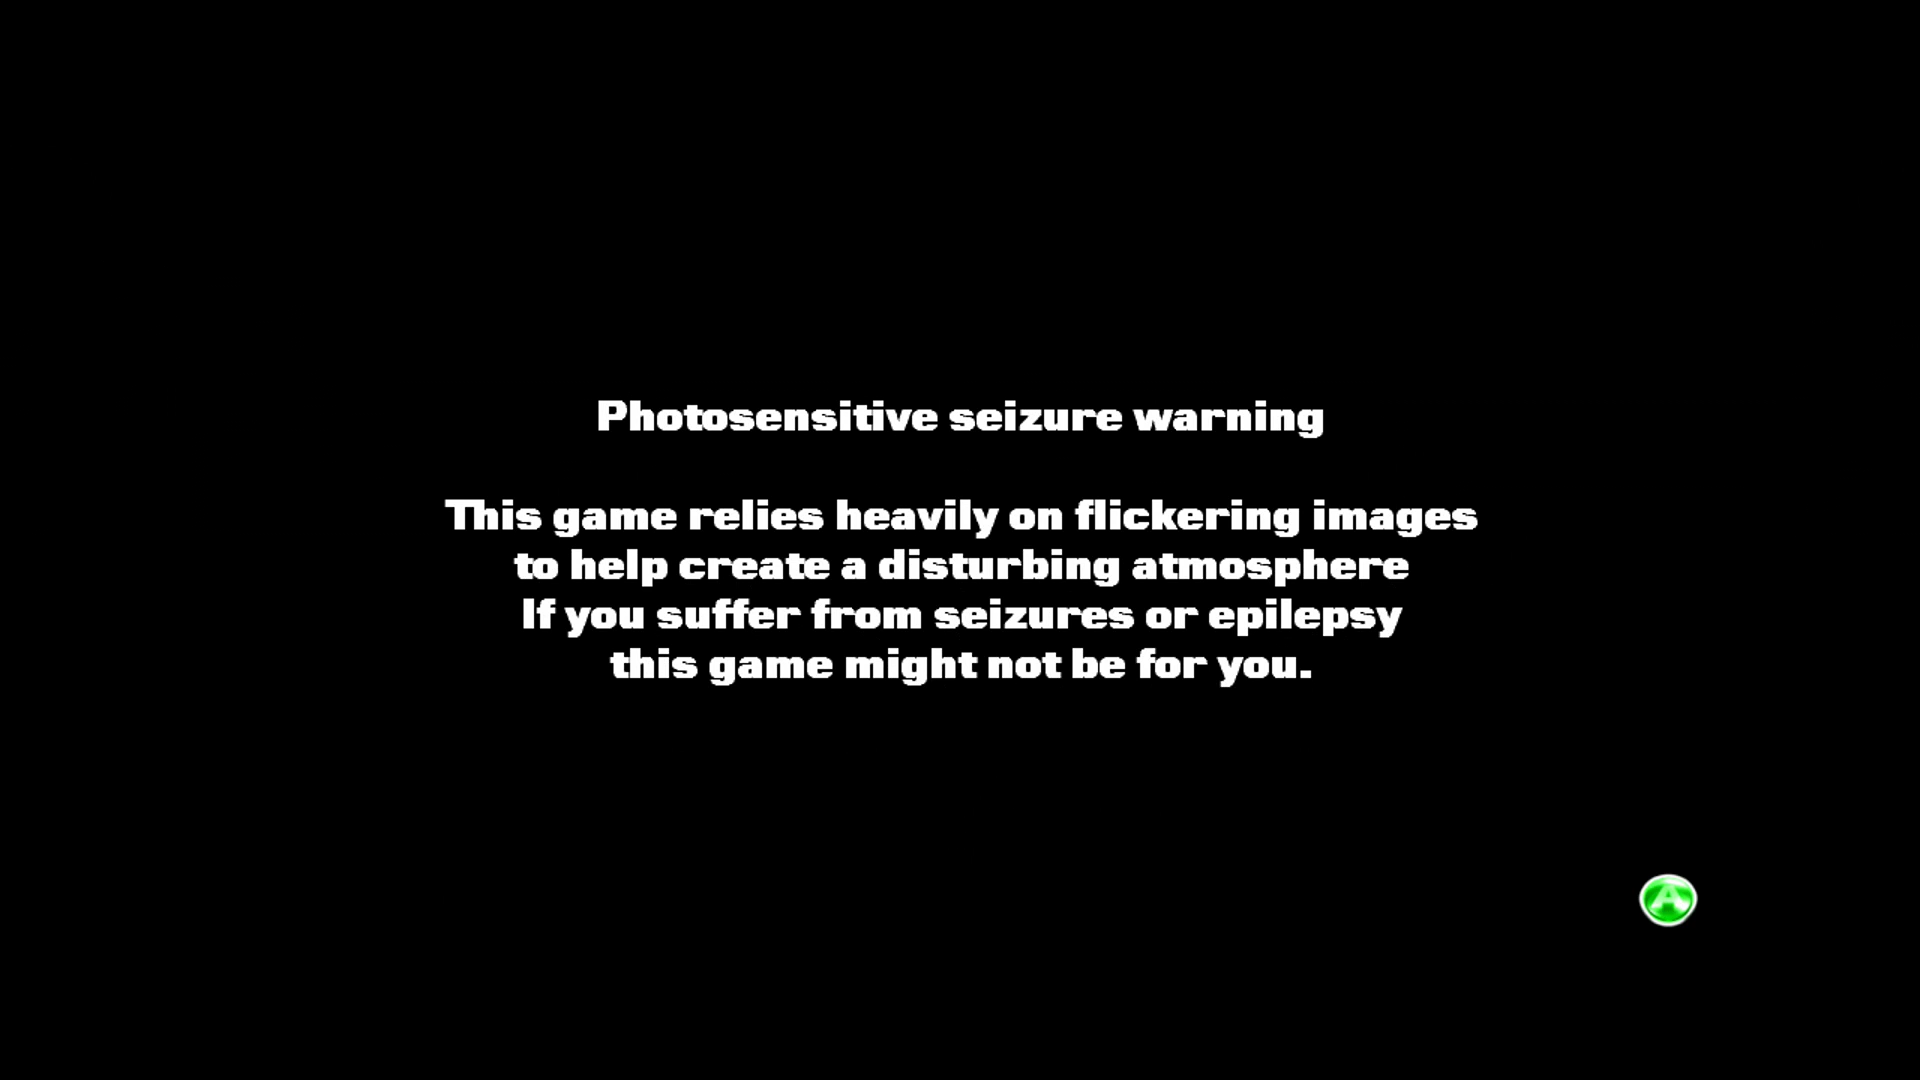 Photosensitive seizure warning
This game relies heavily on flickering images
to help create a disturbing atmosphere
If you suffer from seizures or epilepsy
this game might not be for you.
A